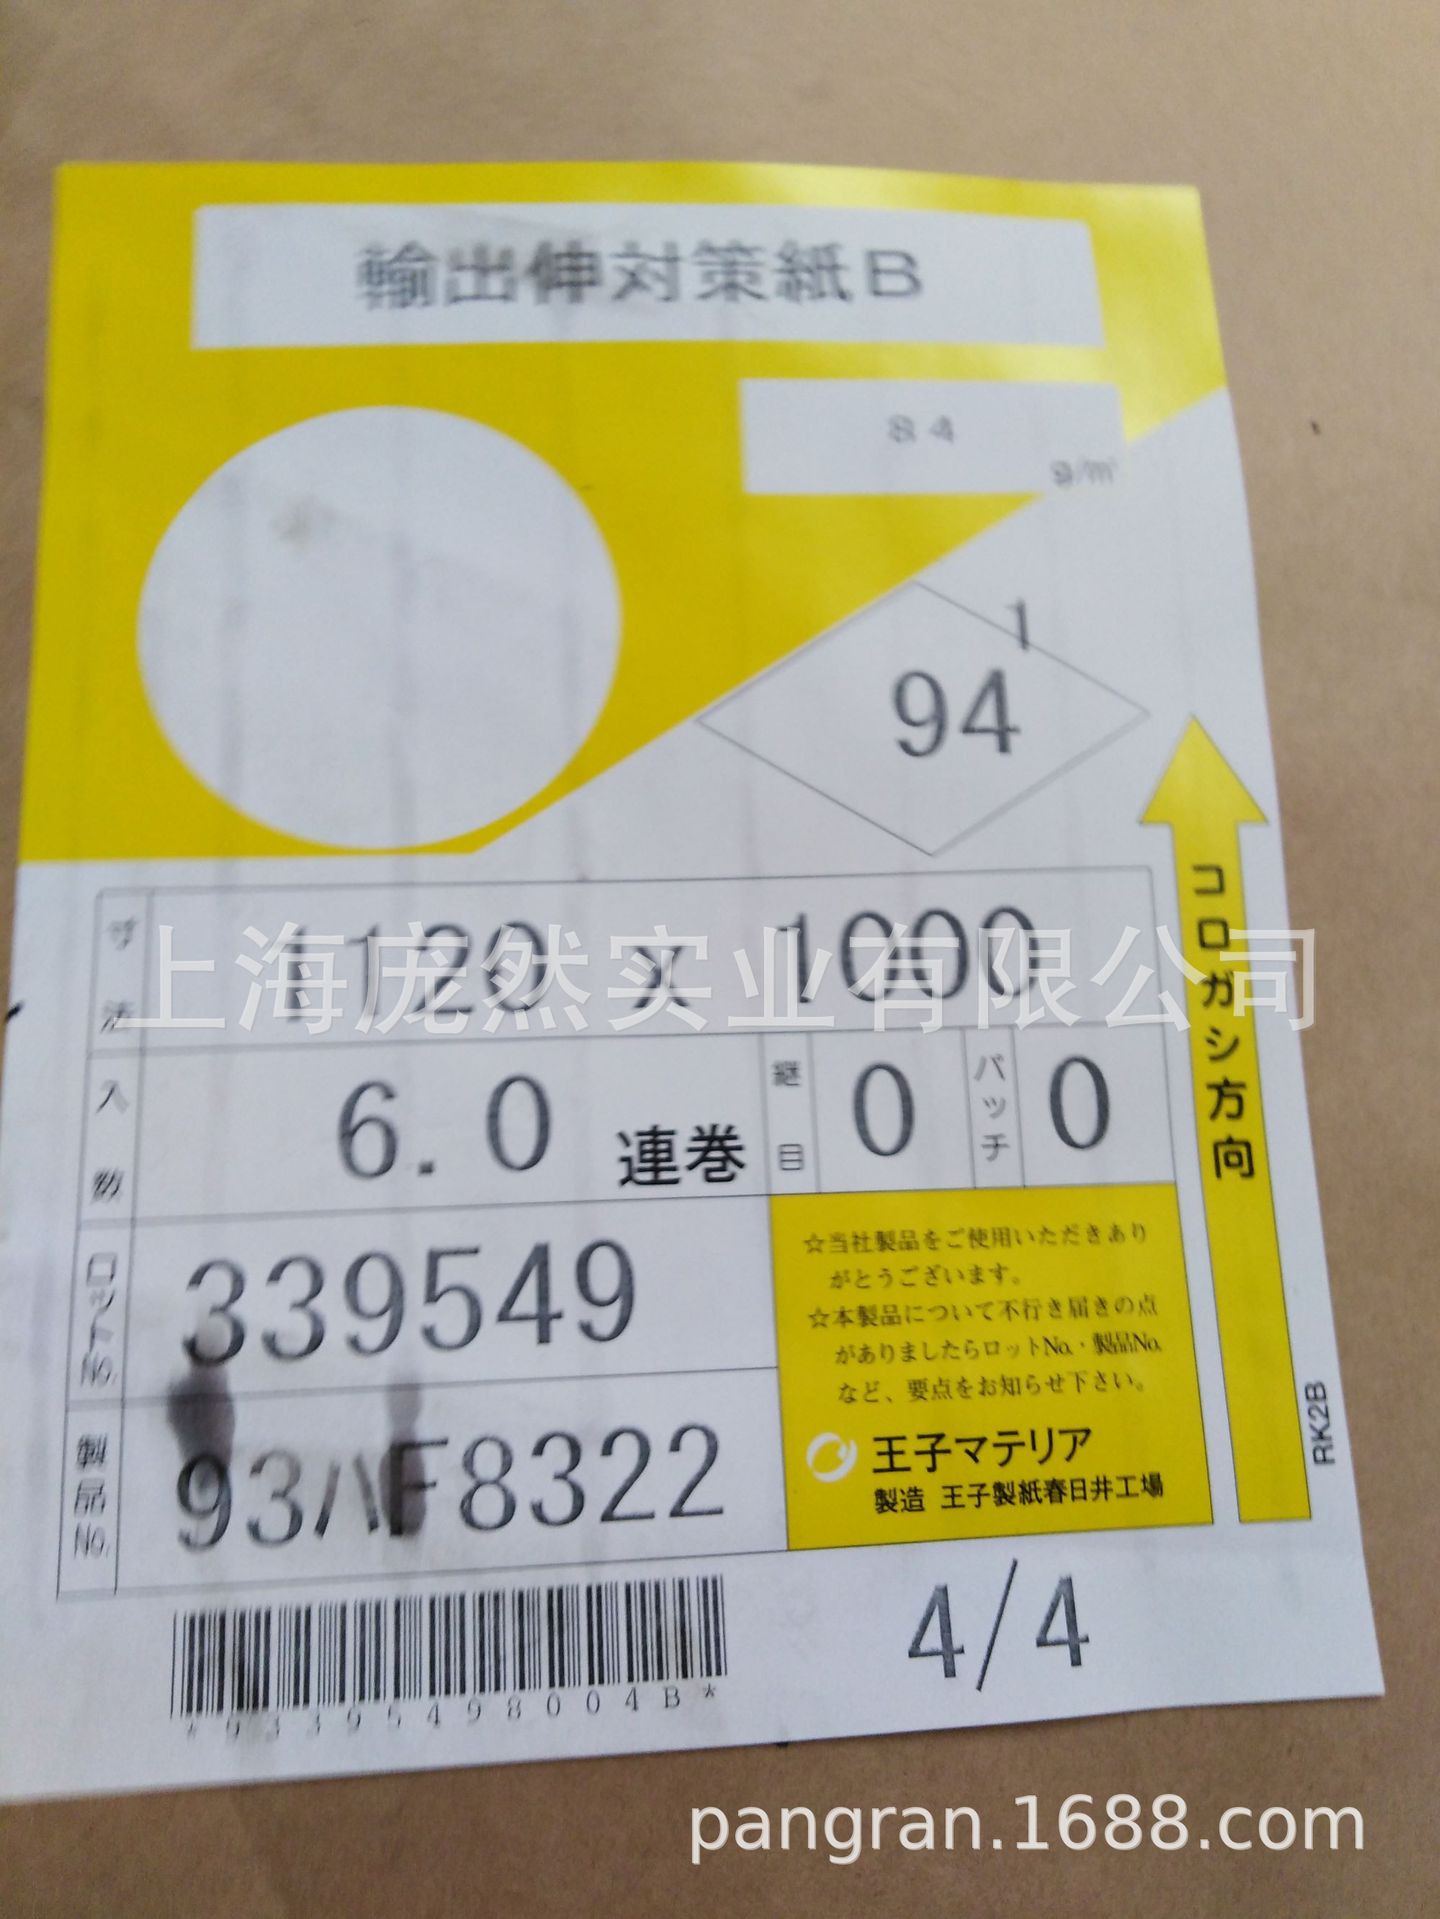 輸出伸対策紙B
84
g/㎡
1
94
寸法
1120 x 1000
上海庞然实业有限公司
入数
6.0 連巻
継目
0
パッチ
0
コロガシ方向
339549
☆当社製品をご使用いただきあり
がとうございます。
☆本製品について不行き届きの点
がありましたらロットNo.・製品No.
など、要点をお知らせ下さい。
王子マテリア
製造 王子製紙春日井工場
製品No.
93ハF8322
RK2B
*93395498004B*
4/4
pangran.1688.com